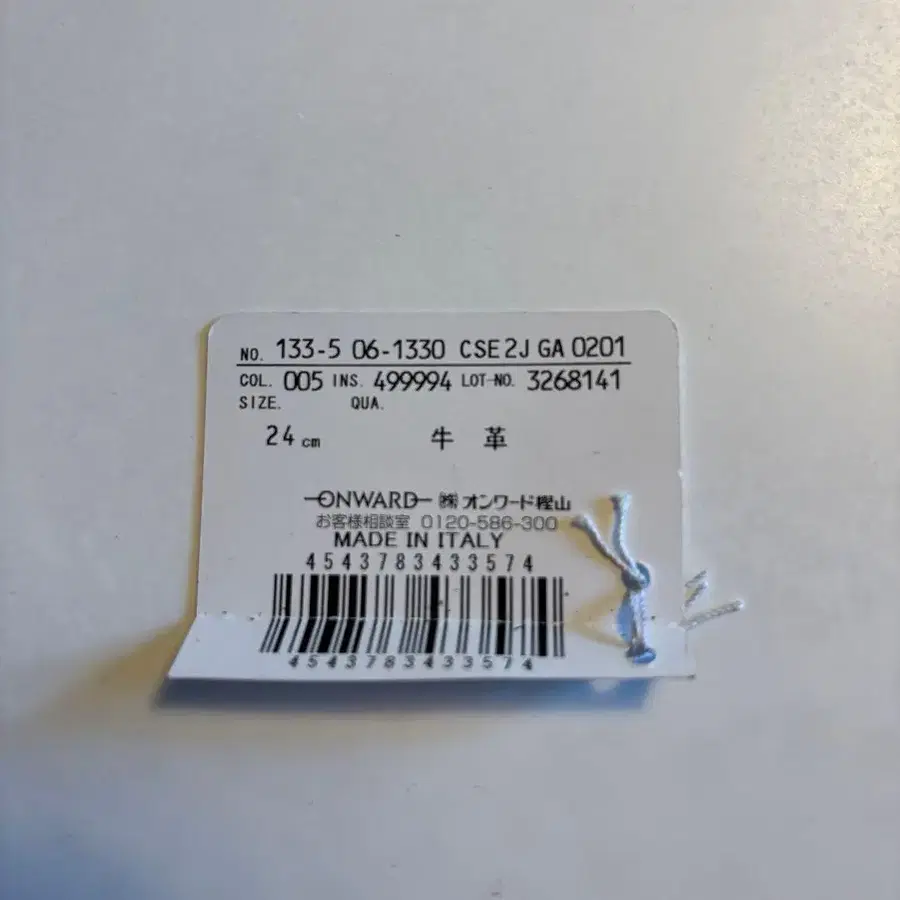 NO. 133-5 06-1330 CSE2J GA 0201
COL. 005 INS. 499994 LOT-NO. 3268141
SIZE. QUA.
24 cm 牛 革
ONWARD ㈱オンワード樫山
お客様相談室 0120-586-300
MADE IN ITALY
4543783433574
4543783433574